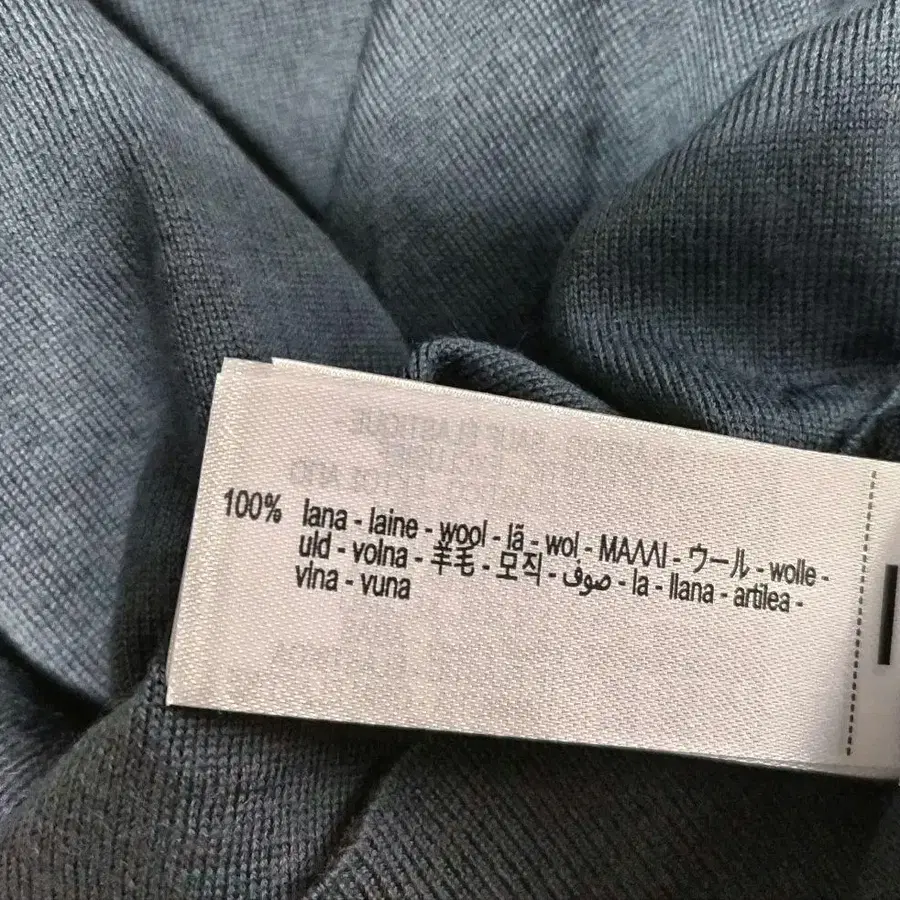 100% lana - laine - wool - lã - wol - ΜΑΛΛΙ - ウール - wolle -
uld - volna - 羊毛 - 모직 - صوف - la - llana - artilea -
vlna - vuna